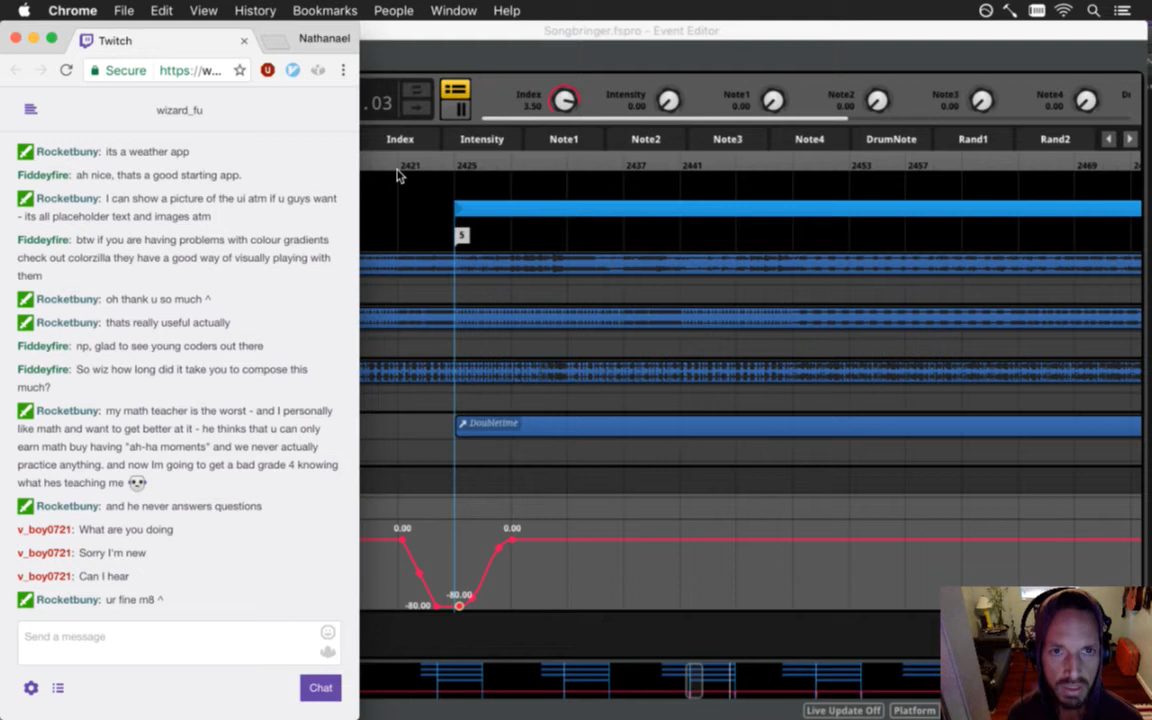 Chrome File Edit View History Bookmarks People Window Help
Twitch
Nathanael
Songbringer.fspro - Event Editor
Secure https://w...
wizard_fu
.03
Index 3.50
Intensity 0.00
Note1 0.00
Note2 0.00
Note3 0.00
Note4 0.00
Index Intensity Note1 Note2 Note3 Note4 DrumNote Rand1 Rand2
2421 2425 2437 2441 2453 2457 2469
5
Doubletime
0.00
0.00
-80.00
-80.00
Rocketbuny: its a weather app
Fiddeyfire: ah nice, thats a good starting app.
Rocketbuny: I can show a picture of the ui atm if u guys want
- its all placeholder text and images atm
Fiddeyfire: btw if you are having problems with colour gradients
check out colorzilla they have a good way of visually playing with
them
Rocketbuny: oh thank u so much ^
Rocketbuny: thats really useful actually
Fiddeyfire: np, glad to see young coders out there
Fiddeyfire: So wiz how long did it take you to compose this
much?
Rocketbuny: my math teacher is the worst - and I personally
like math and want to get better at it - he thinks that u can only
earn math buy having "ah-ha moments" and we never actually
practice anything. and now Im going to get a bad grade 4 knowing
what hes teaching me
Rocketbuny: and he never answers questions
v_boy0721: What are you doing
v_boy0721: Sorry I'm new
v_boy0721: Can I hear
Rocketbuny: ur fine m8 ^
Send a message
Chat
Live Update Off
Platform